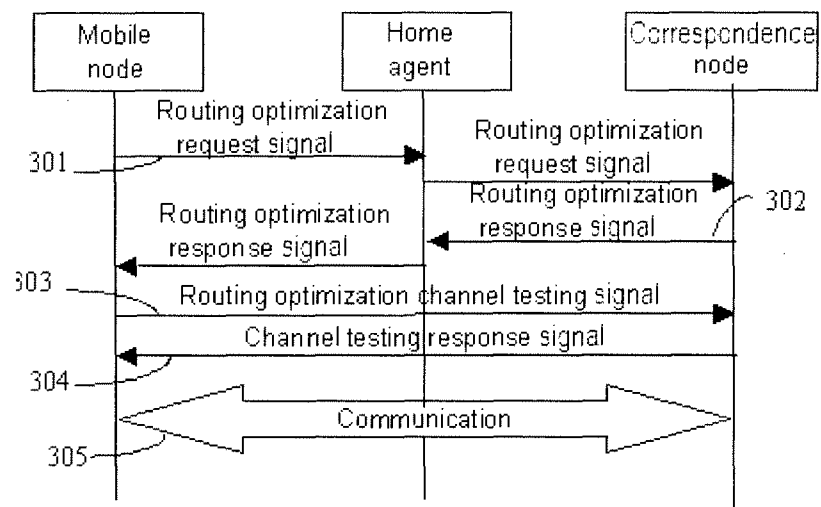 Mobile
node
Home
agent
Correspondence
node
Routing optimization
request signal
301
Routing optimization
request signal
Routing optimization
response signal
302
Routing optimization
response signal
303
Routing optimization channel testing signal
Channel testing response signal
304
Communication
305